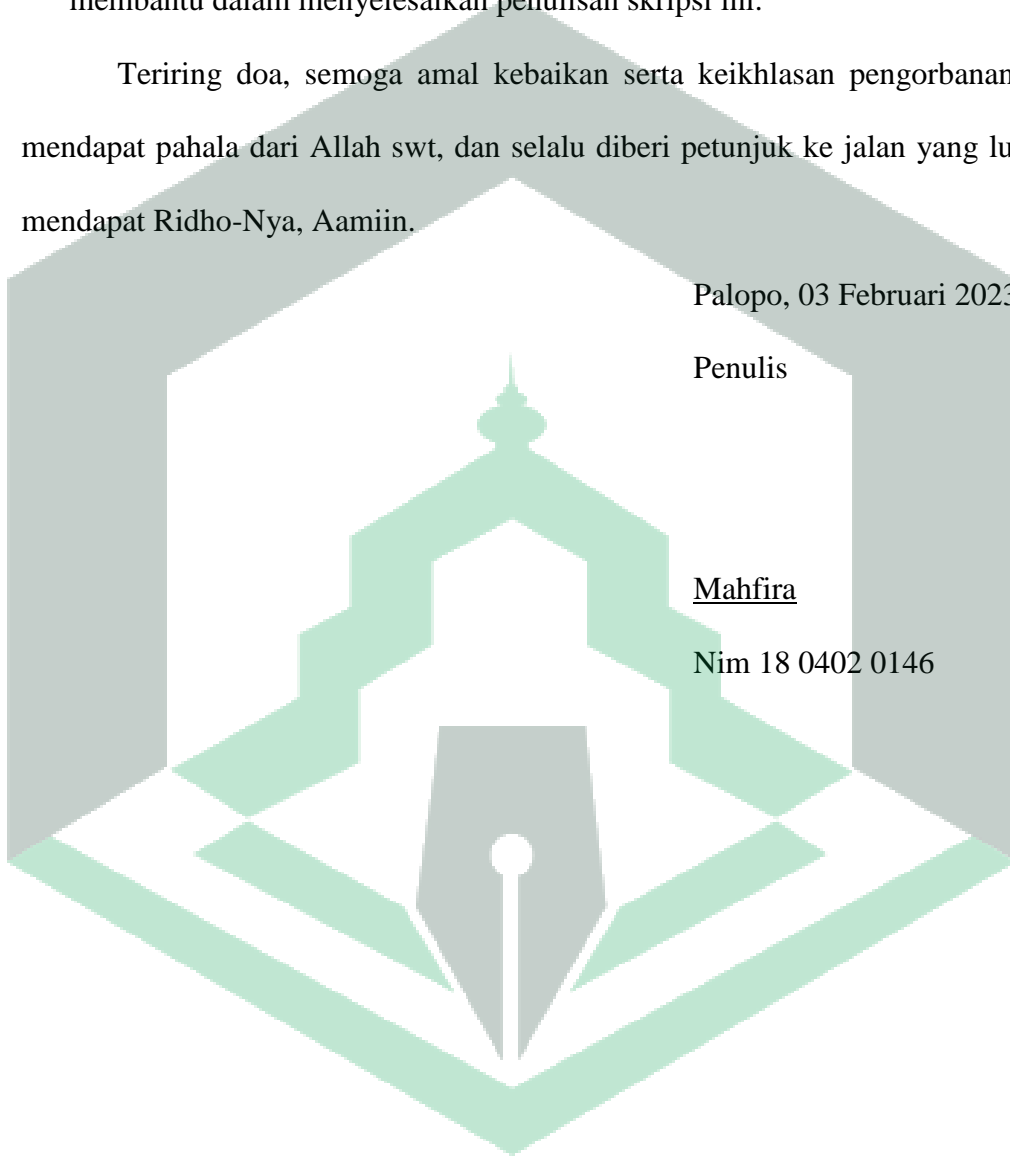 membantu dalam menyelesaikan penulisan skripsi ini.
Teriring doa, semoga amal kebaikan serta keikhlasan pengorbanan
mendapat pahala dari Allah swt, dan selalu diberi petunjuk ke jalan yang lu
mendapat Ridho-Nya, Aamiin.
Palopo, 03 Februari 2023
Penulis
Mahfira
Nim 18 0402 0146